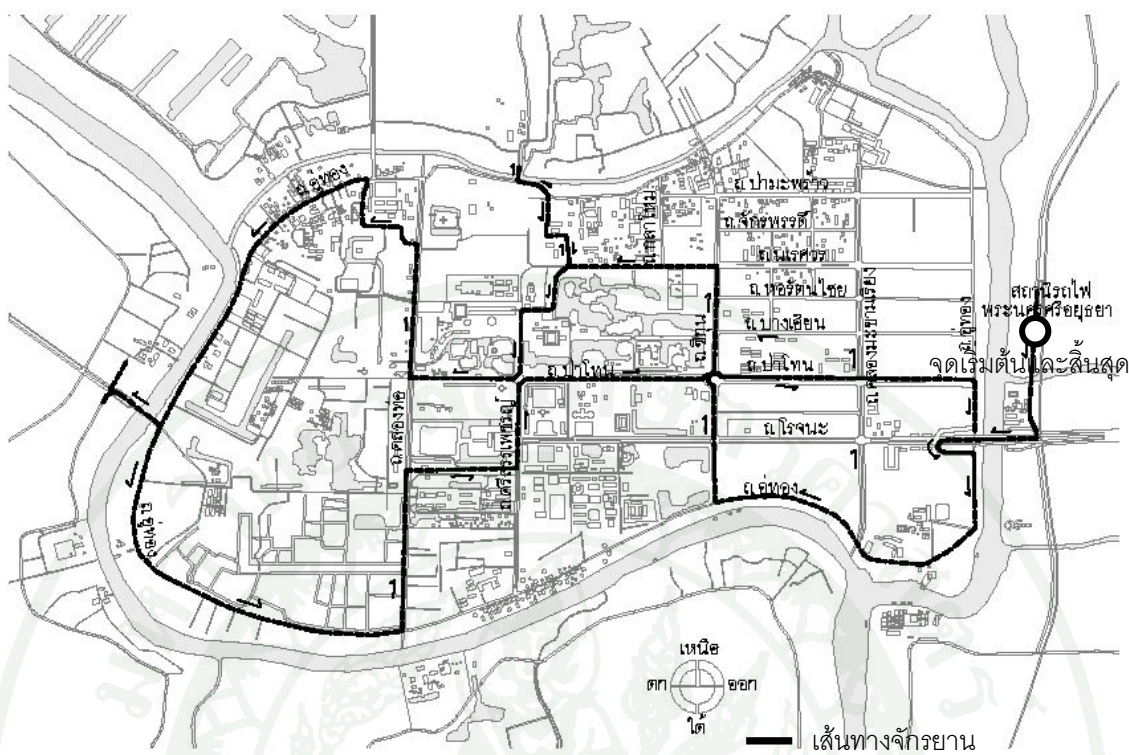 ถ.อู่ทอง
ถ.ป่ามะพร้าว
ถ.จักรพรรดิ์
ถ.นเรศวร
ถ.หอรัตนไชย
ถ.บางเอียน
ถ.ป่าโทน
ถ.ป่าโทน
ถ.ชีกุน
ถ.อู่ทอง
สถานีรถไฟ
พระนครศรีอยุธยา
จุดเริ่มต้นและสิ้นสุด
ถ.คลองท่อ
ถ.ศรีสรรเพชญ์
ถ.โรจนะ
ถ.อู่ทอง
ถ.อู่ทอง
เหนือ
ตก
ออก
ใต้
เส้นทางจักรยาน